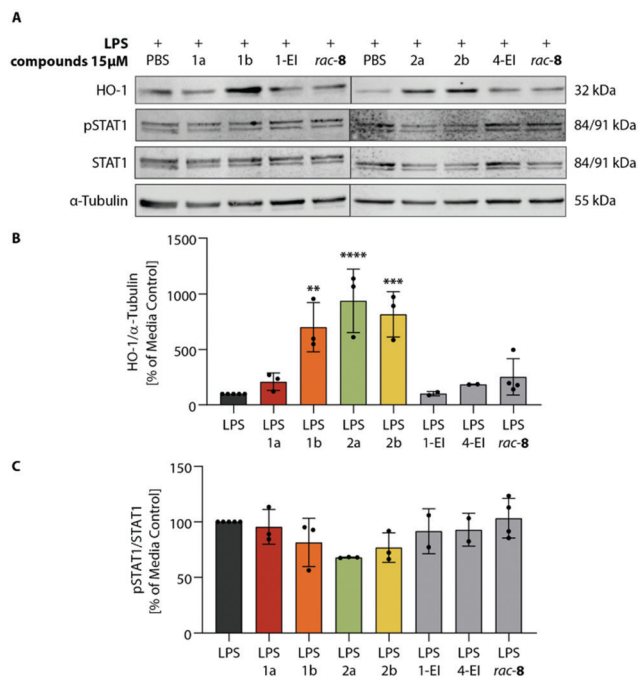 A
LPS + + + + + + + + + +
compounds 15µM PBS 1a 1b 1-EI rac-8 PBS 2a 2b 4-EI rac-8
HO-1 32 kDa
pSTAT1 84/91 kDa
STAT1 84/91 kDa
α-Tubulin 55 kDa
B
HO-1/α-Tubulin
[% of Media Control]
1500
1000
500
0
** **** ***
LPS LPS LPS LPS LPS LPS LPS LPS
1a 1b 2a 2b 1-EI 4-EI rac-8
C
pSTAT1/STAT1
[% of Media Control]
150
100
50
0
LPS LPS LPS LPS LPS LPS LPS LPS
1a 1b 2a 2b 1-EI 4-EI rac-8